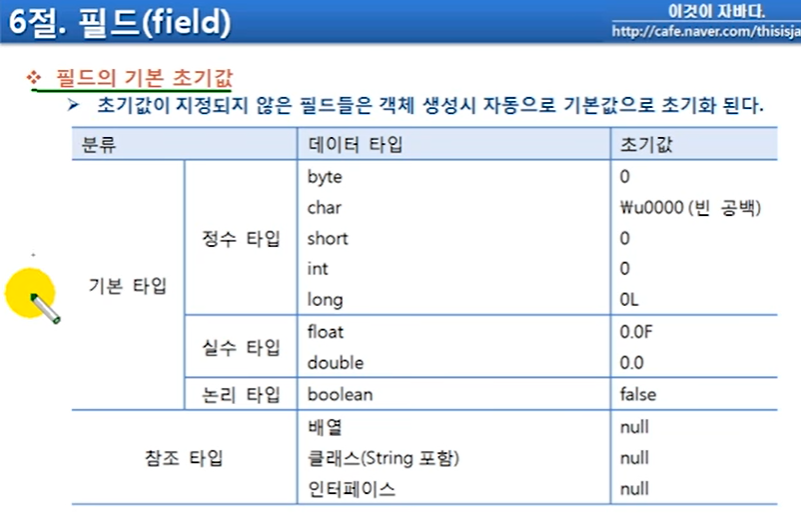 6절. 필드(field)
이것이 자바다.
http://cafe.naver.com/thisisja
❖ 필드의 기본 초기값
➢ 초기값이 지정되지 않은 필드들은 객체 생성시 자동으로 기본값으로 초기화 된다.
분류 데이터 타입 초기값
기본 타입
정수 타입
byte 0
char ₩u0000 (빈 공백)
short 0
int 0
long 0L
실수 타입
float 0.0F
double 0.0
논리 타입 boolean false
참조 타입
배열 null
클래스(String 포함) null
인터페이스 null